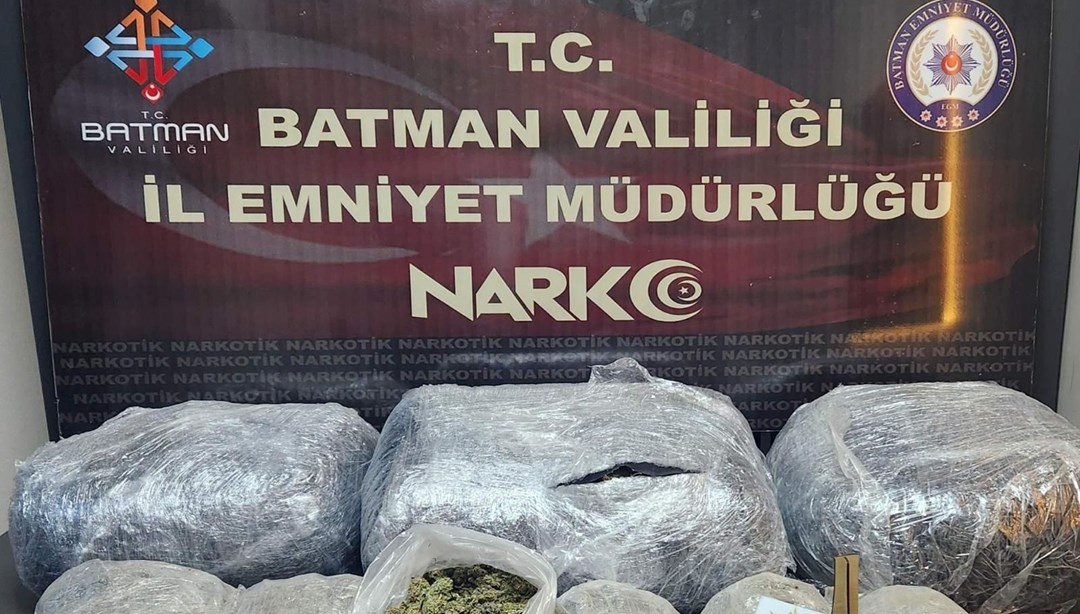 T.C.
BATMAN
VALİLİĞİ
T.C.
BATMAN VALİLİĞİ
İL EMNİYET MÜDÜRLÜĞÜ
NARKO
BATMAN EMNİYET MÜDÜRLÜĞÜ
EGM
NARKOTİK NARKOTİK NARKOTİK NARKOTİK NARKOTİK NARKOTİK NARKOTİK NARKOTİK NARKOTİK